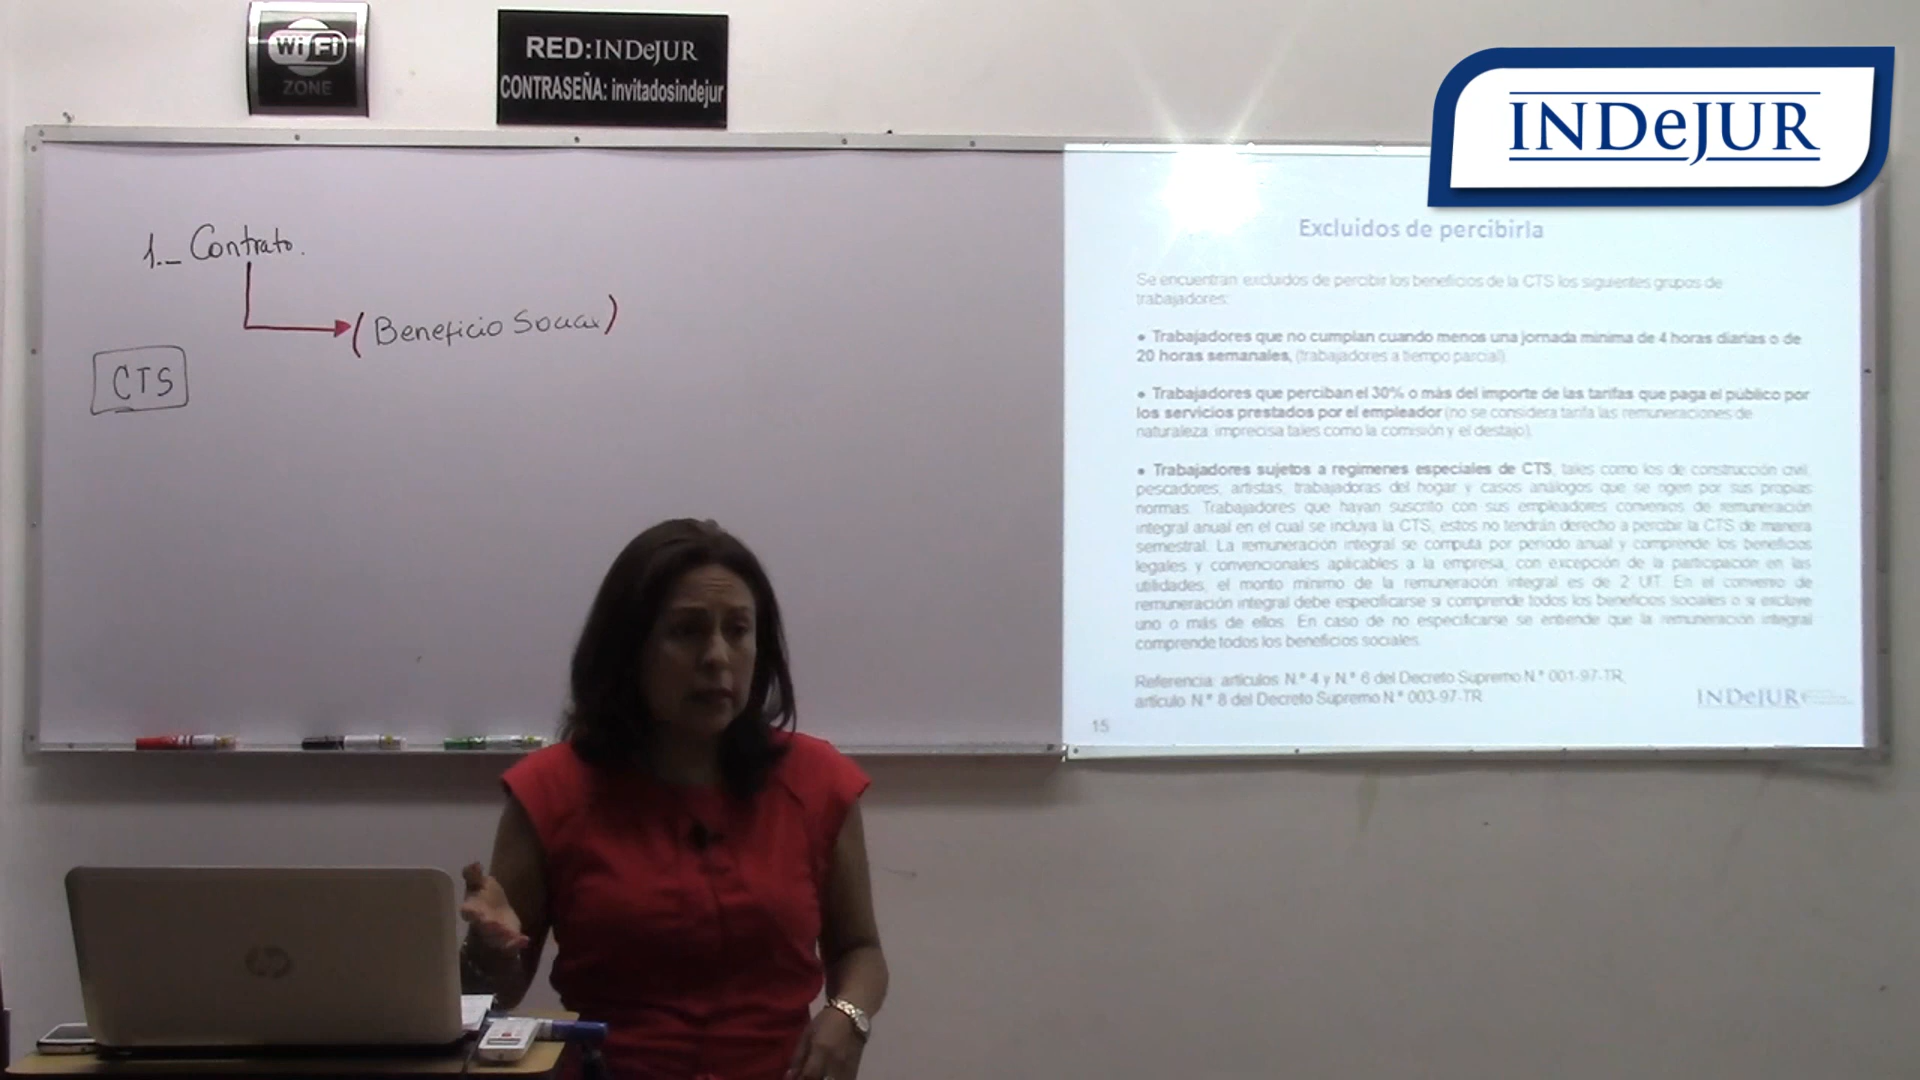 WiFi
ZONE
RED: INDeJUR
CONTRASEÑA: invitadosindejur
INDeJUR
1._ Contrato.
(Beneficio Social)
CTS
Excluidos de percibirla
Se encuentran excluidos de percibir los beneficios de la CTS los siguientes grupos de
trabajadores:
• Trabajadores que no cumplan cuando menos una jornada mínima de 4 horas diarias o de
20 horas semanales, (trabajadores a tiempo parcial).
• Trabajadores que perciban el 30% o más del importe de las tarifas que paga el público por
los servicios prestados por el empleador (no se considera tarifa las remuneraciones de
naturaleza imprecisa tales como la comisión y el destajo).
• Trabajadores sujetos a regimenes especiales de CTS, tales como los de construcción civil,
pescadores, artistas, trabajadoras del hogar y casos análogos que se rigen por sus propias
normas. Trabajadores que hayan suscrito con sus empleadores convenios de remuneración
integral anual en el cual se incluya la CTS, estos no tendrán derecho a percibir la CTS de manera
semestral. La remuneración integral se computa por periodo anual y comprende los beneficios
legales y convencionales aplicables a la empresa, con excepción de la participación en las
utilidades, el monto mínimo de la remuneración integral es de 2 UIT. En el convenio de
remuneración integral debe especificarse si comprende todos los beneficios sociales o si excluye
uno o más de ellos. En caso de no especificarse se entiende que la remuneración integral
comprende todos los beneficios sociales.
Referencia: artículos N.° 4 y N.° 6 del Decreto Supremo N.° 001-97-TR,
artículo N.° 8 del Decreto Supremo N.° 003-97-TR
INDeJUR
15
hp